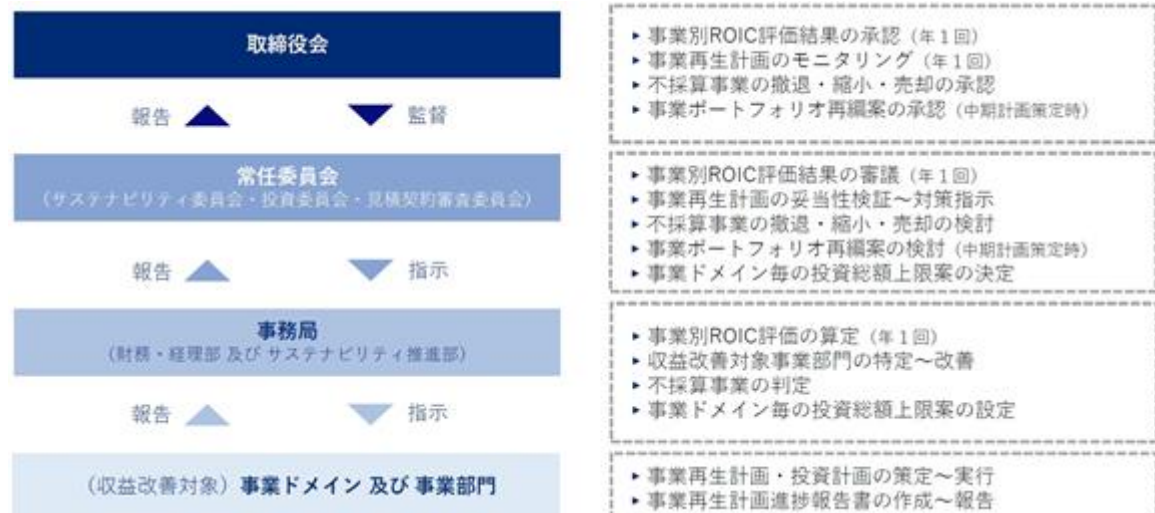 取締役会
▸ 事業別ROIC評価結果の承認（年１回）
▸ 事業再生計画のモニタリング（年１回）
▸ 不採算事業の撤退・縮小・売却の承認
▸ 事業ポートフォリオ再編案の承認（中期計画策定時）
報告 ▲ ▼ 監督
常任委員会
（サステナビリティ委員会・投資委員会・見積契約審査委員会）
▸ 事業別ROIC評価結果の審議（年１回）
▸ 事業再生計画の妥当性検証～対策指示
▸ 不採算事業の撤退・縮小・売却の検討
▸ 事業ポートフォリオ再編案の検討（中期計画策定時）
▸ 事業ドメイン毎の投資総額上限案の決定
報告 ▲ ▼ 指示
事務局
（財務・経理部 及び サステナビリティ推進部）
▸ 事業別ROIC評価の算定（年１回）
▸ 収益改善対象事業部門の特定～改善
▸ 不採算事業の判定
▸ 事業ドメイン毎の投資総額上限案の設定
報告 ▲ ▼ 指示
（収益改善対象）事業ドメイン 及び 事業部門
▸ 事業再生計画・投資計画の策定～実行
▸ 事業再生計画進捗報告書の作成～報告